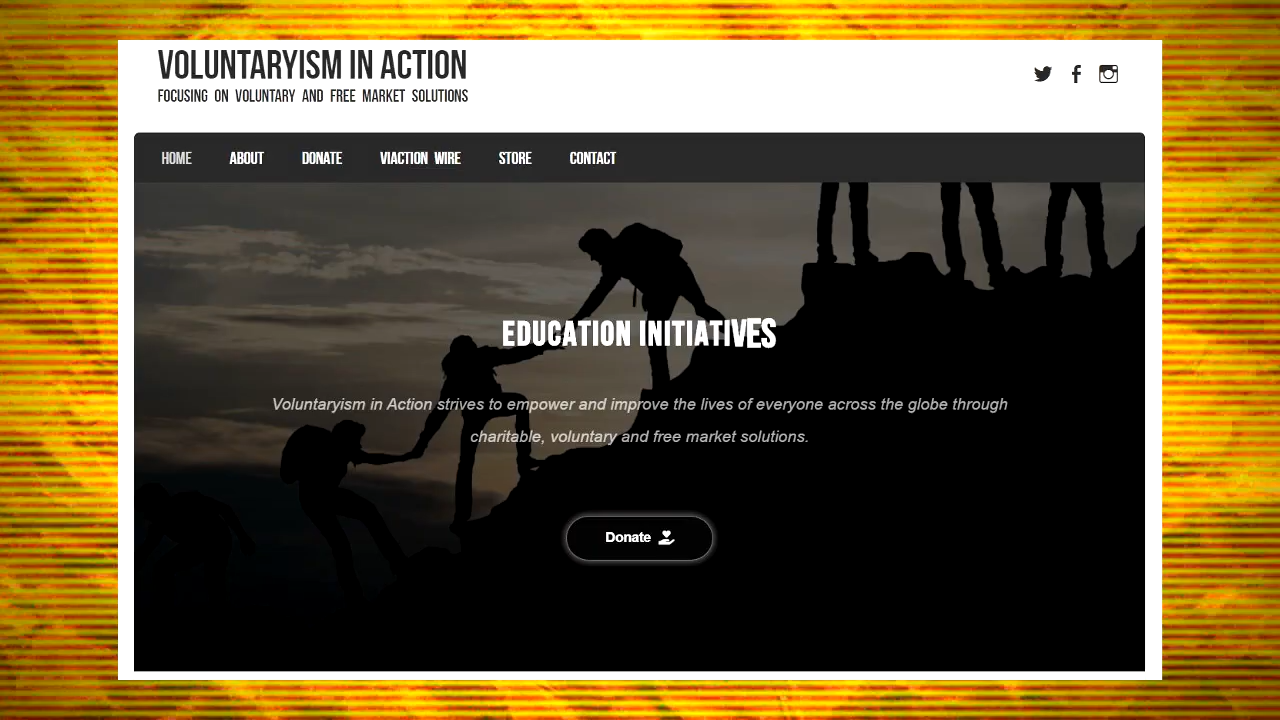 VOLUNTARYISM IN ACTION
FOCUSING ON VOLUNTARY AND FREE MARKET SOLUTIONS
HOME ABOUT DONATE VIACTION WIRE STORE CONTACT
EDUCATION INITIATIVES
Voluntaryism in Action strives to empower and improve the lives of everyone across the globe through
charitable, voluntary and free market solutions.
Donate